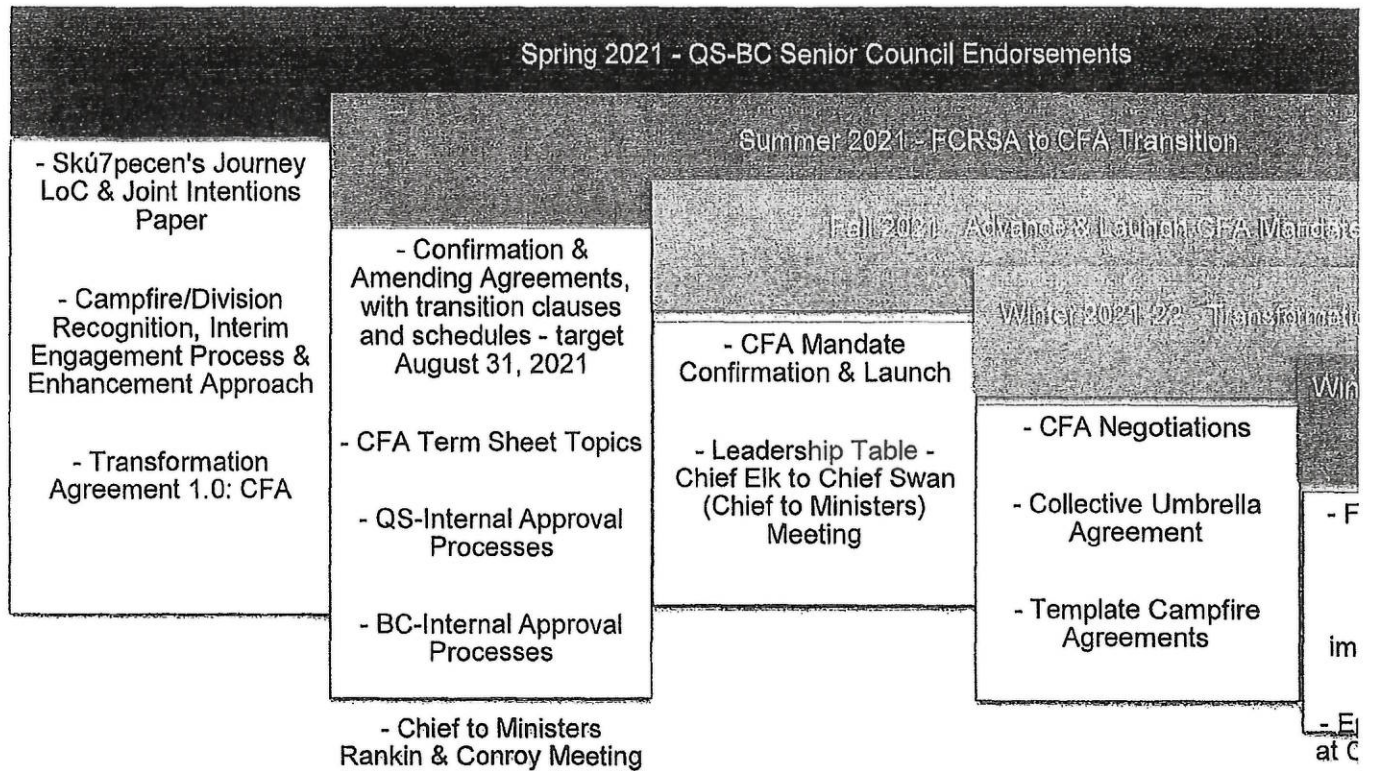 Spring 2021 - QS-BC Senior Council Endorsements
Summer 2021 - FCRSA to CFA Transition
Fall 2021 - Advance & Launch CFA Mandate
Winter 2021-22 - 
- Skú7pecen's Journey
LoC & Joint Intentions
Paper
- Campfire/Division
Recognition, Interim
Engagement Process &
Enhancement Approach
- Transformation
Agreement 1.0: CFA
- Confirmation &
Amending Agreements,
with transition clauses
and schedules - target
August 31, 2021
- CFA Term Sheet Topics
- QS-Internal Approval
Processes
- BC-Internal Approval
Processes
- Chief to Ministers
Rankin & Conroy Meeting
- CFA Mandate
Confirmation & Launch
- Leadership Table -
Chief Elk to Chief Swan
(Chief to Ministers)
Meeting
- CFA Negotiations
- Collective Umbrella
Agreement
- Template Campfire
Agreements